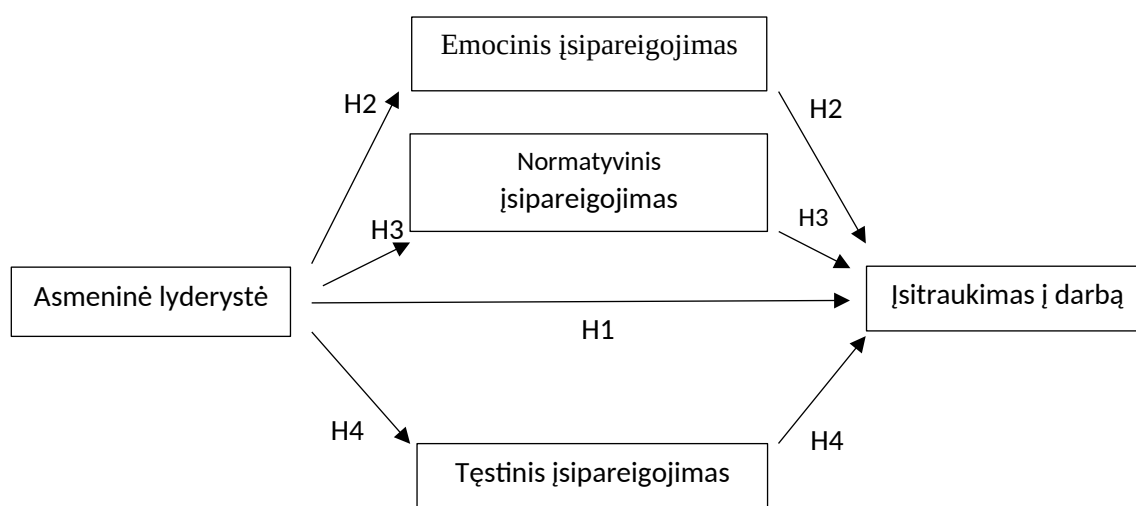 Emocinis įsipareigojimas
H2
H2
Normatyvinis
įsipareigojimas
H3
H3
Asmeninė lyderystė
Įsitraukimas į darbą
H1
H4
H4
Tęstinis įsipareigojimas